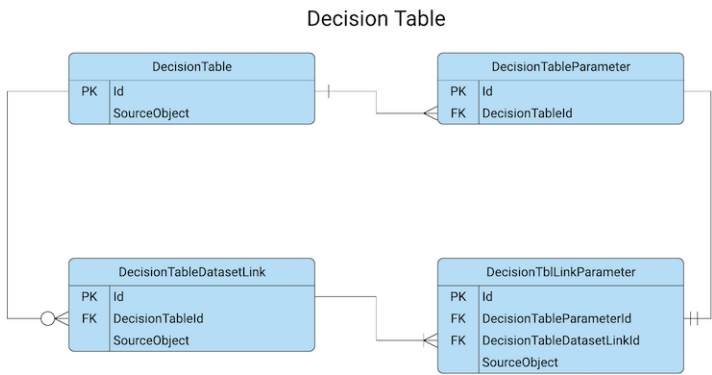 Decision Table
DecisionTable
PK Id
SourceObject
DecisionTableParameter
PK Id
FK DecisionTableId
DecisionTableDatasetLink
PK Id
FK DecisionTableId
SourceObject
DecisionTblLinkParameter
PK Id
FK DecisionTableParameterId
FK DecisionTableDatasetLinkId
SourceObject